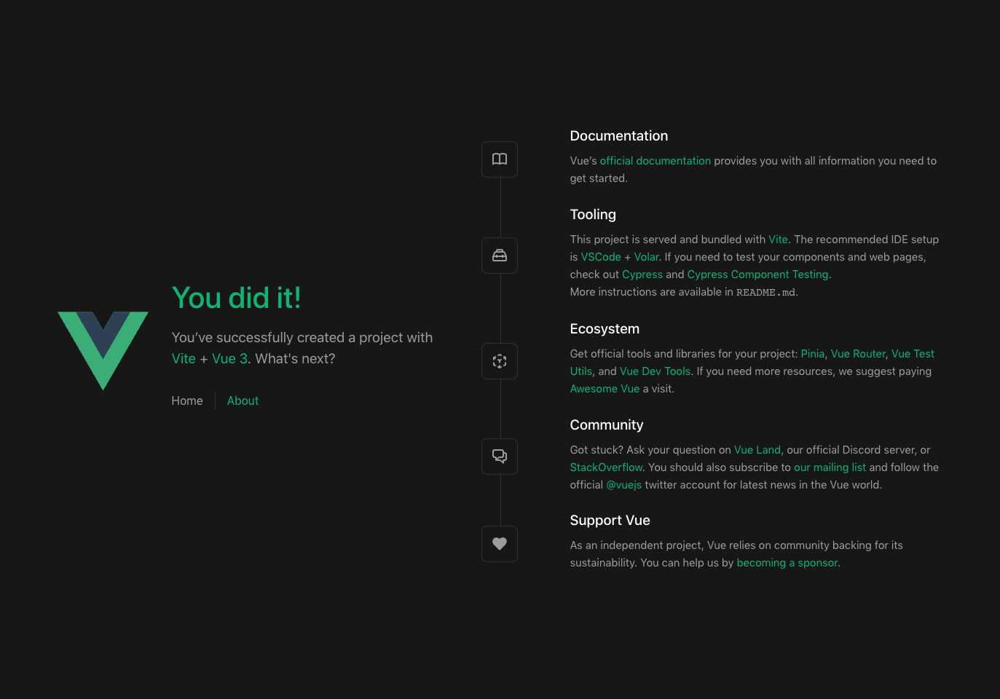 You did it!
You’ve successfully created a project with
Vite + Vue 3. What's next?
Home
About
Documentation
Vue’s official documentation provides you with all information you need to
get started.
Tooling
This project is served and bundled with Vite. The recommended IDE setup
is VSCode + Volar. If you need to test your components and web pages,
check out Cypress and Cypress Component Testing.
More instructions are available in README.md.
Ecosystem
Get official tools and libraries for your project: Pinia, Vue Router, Vue Test
Utils, and Vue Dev Tools. If you need more resources, we suggest paying
Awesome Vue a visit.
Community
Got stuck? Ask your question on Vue Land, our official Discord server, or
StackOverflow. You should also subscribe to our mailing list and follow the
official @vuejs twitter account for latest news in the Vue world.
Support Vue
As an independent project, Vue relies on community backing for its
sustainability. You can help us by becoming a sponsor.